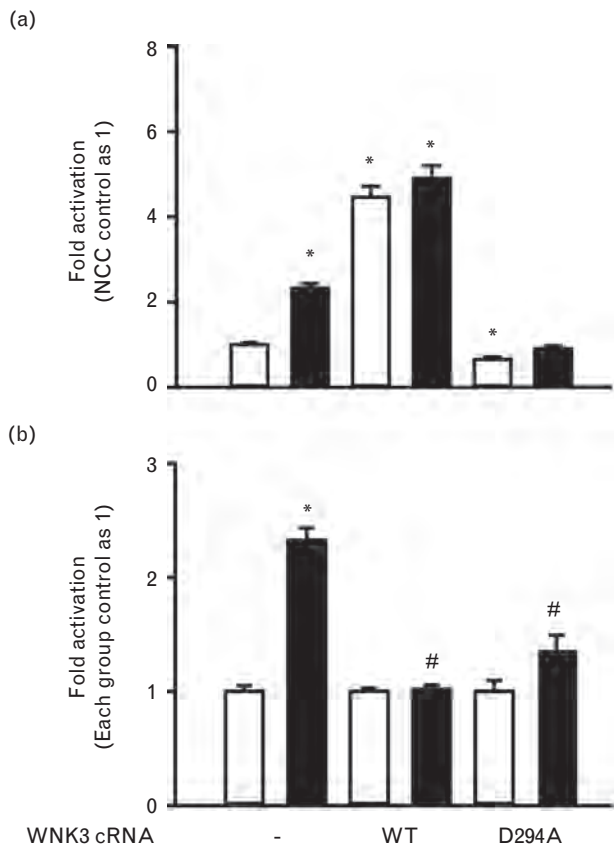 (a)
8
6
4
2
0
Fold activation
(NCC control as 1)
*
*
*
*
(b)
3
2
1
0
Fold activation
(Each group control as 1)
*
#
#
WNK3 cRNA - WT D294A